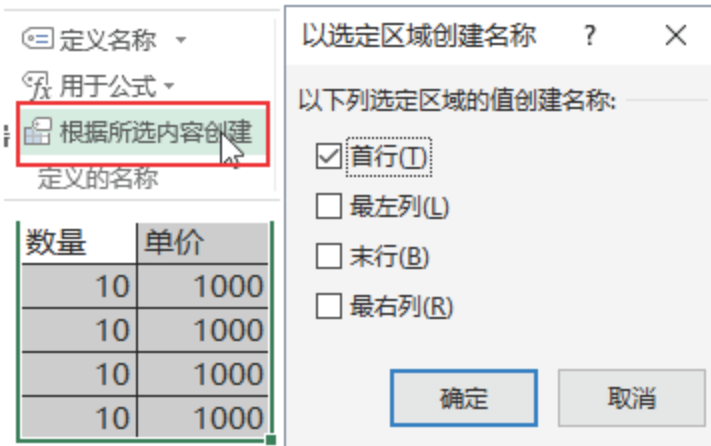 定义名称
用于公式
根据所选内容创建
定义的名称
数量 单价
10 1000
10 1000
10 1000
10 1000
以选定区域创建名称 ? ×
以下列选定区域的值创建名称:
首行(T)
最左列(L)
末行(B)
最右列(R)
确定 取消